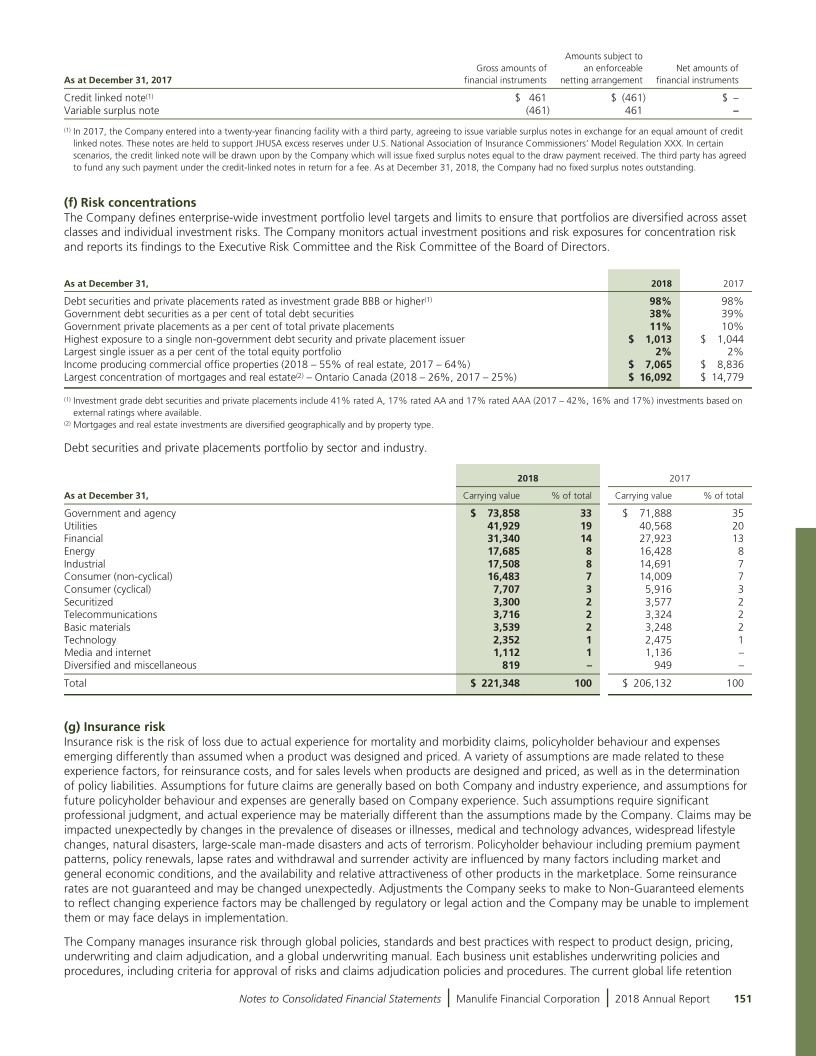 As at December 31, 2017 Gross amounts of financial instruments Amounts subject to an enforceable netting arrangement Net amounts of financial instruments
Credit linked note(1) $ 461 $ (461) $ –
Variable surplus note (461) 461 –
(1) In 2017, the Company entered into a twenty-year financing facility with a third party, agreeing to issue variable surplus notes in exchange for an equal amount of credit
linked notes. These notes are held to support JHUSA excess reserves under U.S. National Association of Insurance Commissioners’ Model Regulation XXX. In certain
scenarios, the credit linked note will be drawn upon by the Company which will issue fixed surplus notes equal to the draw payment received. The third party has agreed
to fund any such payment under the credit-linked notes in return for a fee. As at December 31, 2018, the Company had no fixed surplus notes outstanding.
(f) Risk concentrations
The Company defines enterprise-wide investment portfolio level targets and limits to ensure that portfolios are diversified across asset
classes and individual investment risks. The Company monitors actual investment positions and risk exposures for concentration risk
and reports its findings to the Executive Risk Committee and the Risk Committee of the Board of Directors.
As at December 31, 2018 2017
Debt securities and private placements rated as investment grade BBB or higher(1) 98% 98%
Government debt securities as a per cent of total debt securities 38% 39%
Government private placements as a per cent of total private placements 11% 10%
Highest exposure to a single non-government debt security and private placement issuer $ 1,013 $ 1,044
Largest single issuer as a per cent of the total equity portfolio 2% 2%
Income producing commercial office properties (2018 – 55% of real estate, 2017 – 64%) $ 7,065 $ 8,836
Largest concentration of mortgages and real estate(2) – Ontario Canada (2018 – 26%, 2017 – 25%) $ 16,092 $ 14,779
(1) Investment grade debt securities and private placements include 41% rated A, 17% rated AA and 17% rated AAA (2017 – 42%, 16% and 17%) investments based on
external ratings where available.
(2) Mortgages and real estate investments are diversified geographically and by property type.
Debt securities and private placements portfolio by sector and industry.
2018 2017
As at December 31, Carrying value % of total Carrying value % of total
Government and agency $ 73,858 33 $ 71,888 35
Utilities 41,929 19 40,568 20
Financial 31,340 14 27,923 13
Energy 17,685 8 16,428 8
Industrial 17,508 8 14,691 7
Consumer (non-cyclical) 16,483 7 14,009 7
Consumer (cyclical) 7,707 3 5,916 3
Securitized 3,300 2 3,577 2
Telecommunications 3,716 2 3,324 2
Basic materials 3,539 2 3,248 2
Technology 2,352 1 2,475 1
Media and internet 1,112 1 1,136 –
Diversified and miscellaneous 819 – 949 –
Total $ 221,348 100 $ 206,132 100
(g) Insurance risk
Insurance risk is the risk of loss due to actual experience for mortality and morbidity claims, policyholder behaviour and expenses
emerging differently than assumed when a product was designed and priced. A variety of assumptions are made related to these
experience factors, for reinsurance costs, and for sales levels when products are designed and priced, as well as in the determination
of policy liabilities. Assumptions for future claims are generally based on both Company and industry experience, and assumptions for
future policyholder behaviour and expenses are generally based on Company experience. Such assumptions require significant
professional judgment, and actual experience may be materially different than the assumptions made by the Company. Claims may be
impacted unexpectedly by changes in the prevalence of diseases or illnesses, medical and technology advances, widespread lifestyle
changes, natural disasters, large-scale man-made disasters and acts of terrorism. Policyholder behaviour including premium payment
patterns, policy renewals, lapse rates and withdrawal and surrender activity are influenced by many factors including market and
general economic conditions, and the availability and relative attractiveness of other products in the marketplace. Some reinsurance
rates are not guaranteed and may be changed unexpectedly. Adjustments the Company seeks to make to Non-Guaranteed elements
to reflect changing experience factors may be challenged by regulatory or legal action and the Company may be unable to implement
them or may face delays in implementation.
The Company manages insurance risk through global policies, standards and best practices with respect to product design, pricing,
underwriting and claim adjudication, and a global underwriting manual. Each business unit establishes underwriting policies and
procedures, including criteria for approval of risks and claims adjudication policies and procedures. The current global life retention
Notes to Consolidated Financial Statements | Manulife Financial Corporation | 2018 Annual Report 151